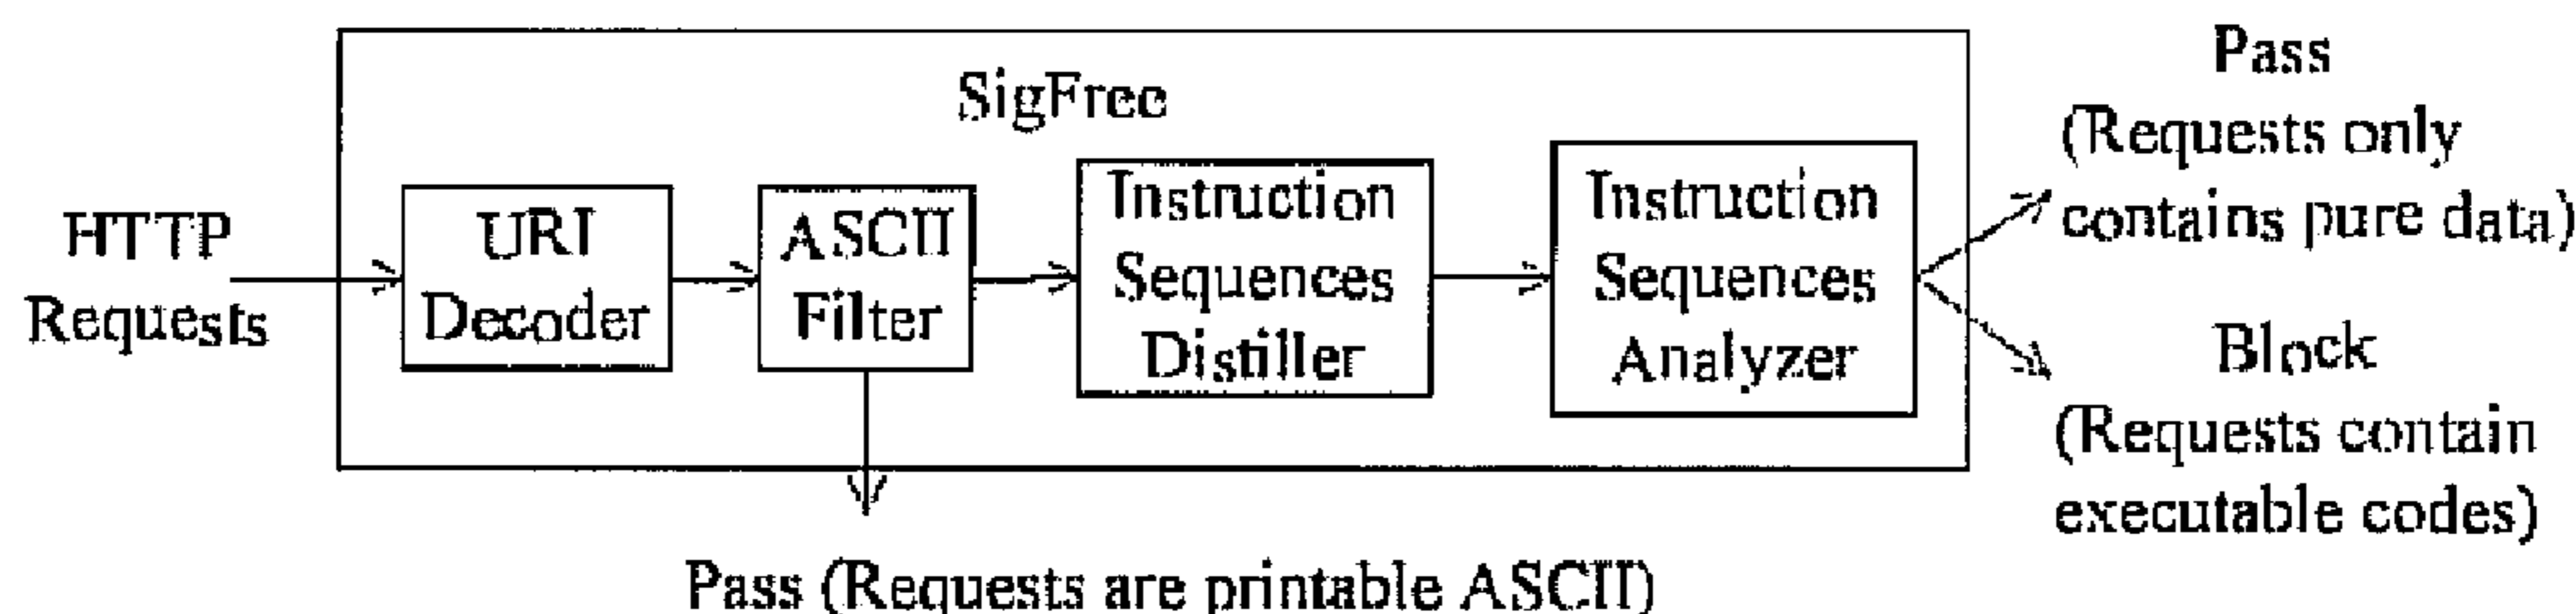 SigFree
HTTP
Requests
URI
Decoder
ASCII
Filter
Instruction
Sequences
Distiller
Instruction
Sequences
Analyzer
Pass
(Requests only
contains pure data)
Block
(Requests contain
executable codes)
Pass (Requests are printable ASCII)